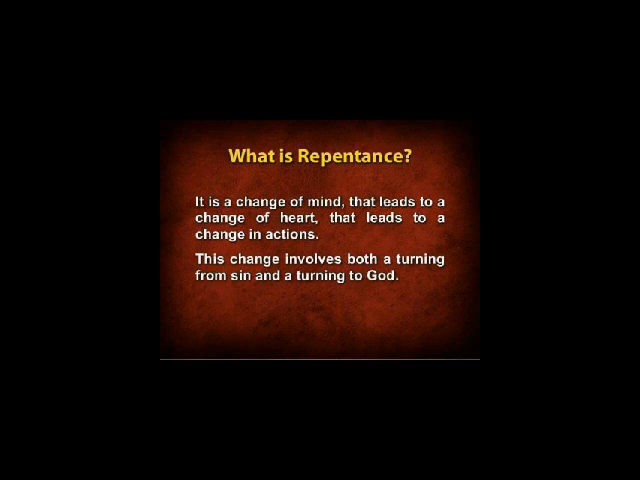 What is Repentance?
It is a change of mind, that leads to a
change of heart, that leads to a
change in actions.
This change involves both a turning
from sin and a turning to God.